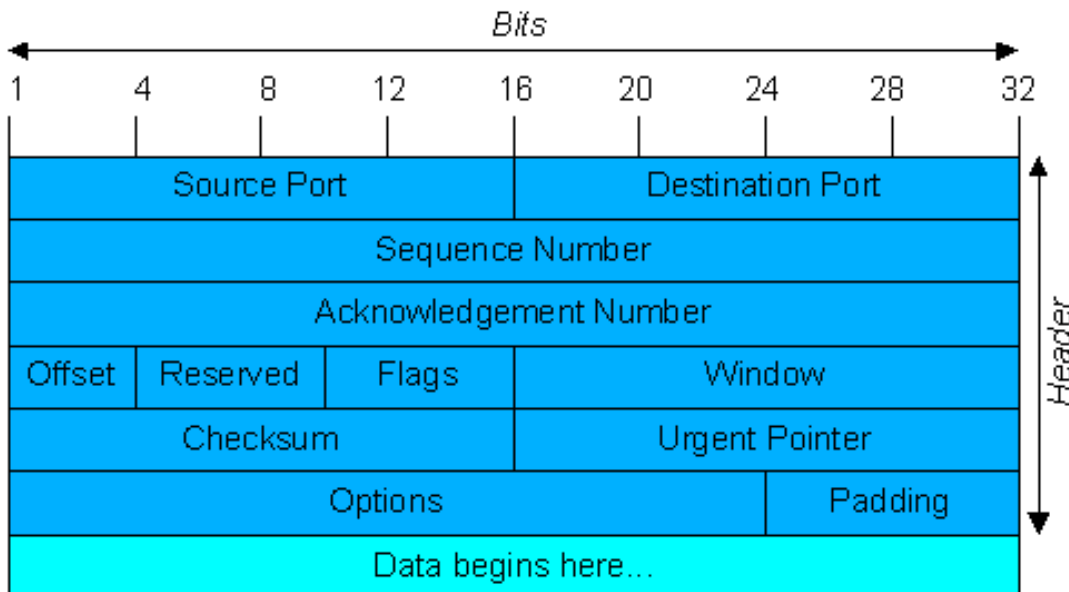 Bits
1 4 8 12 16 20 24 28 32
Source Port Destination Port
Sequence Number
Acknowledgement Number
Offset Reserved Flags Window
Checksum Urgent Pointer
Options Padding
Data begins here...
Header